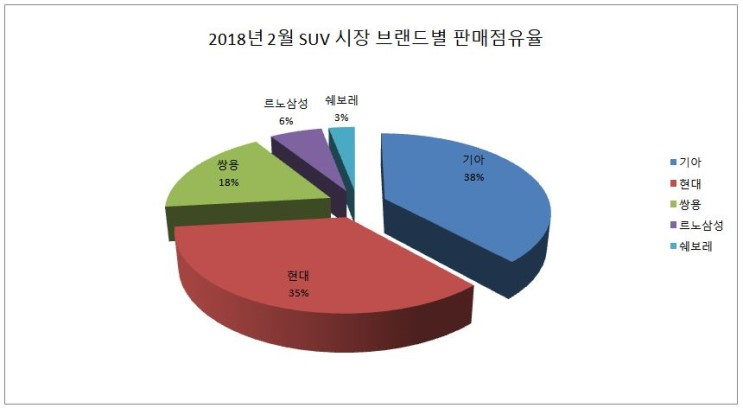 2018년 2월 SUV 시장 브랜드별 판매점유율
르노삼성
6%
쉐보레
3%
기아
38%
쌍용
18%
현대
35%
기아
현대
쌍용
르노삼성
쉐보레